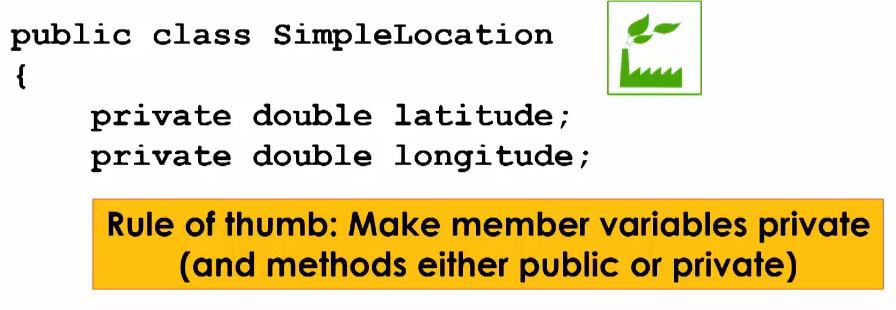 public class SimpleLocation
{
private double latitude;
private double longitude;
Rule of thumb: Make member variables private
(and methods either public or private)